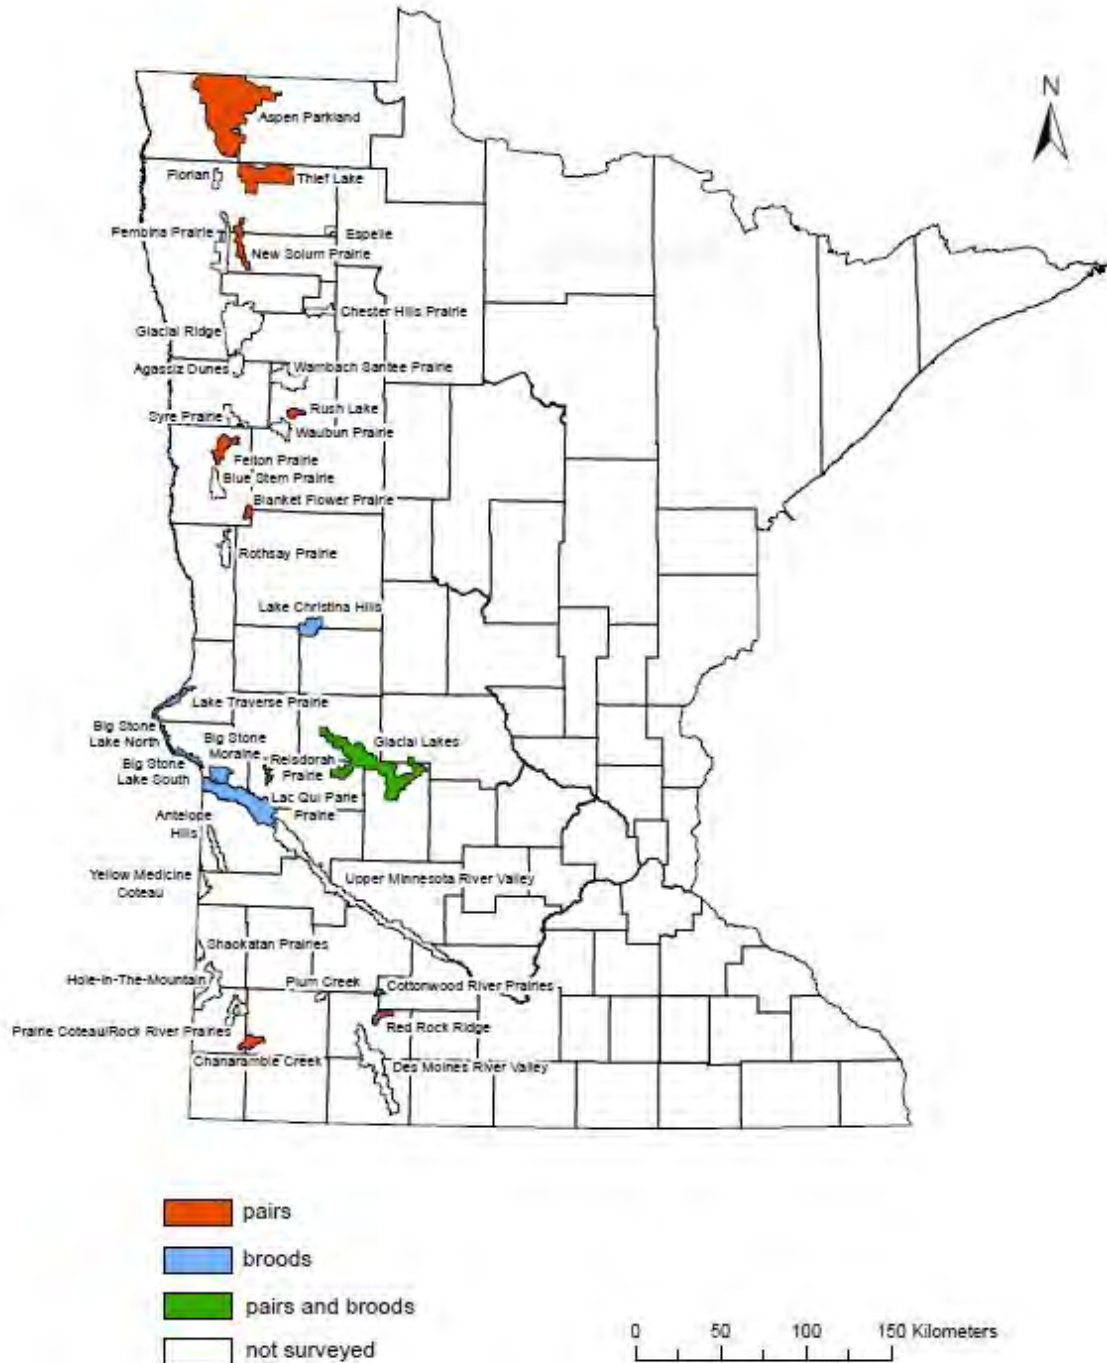 N
Aspen Parkland
Florian
Thief Lake
Pembina Prairie
Espelie
New Solum Prairie
Chester Hills Prairie
Glacial Ridge
Agassiz Dunes
Wambach Santee Prairie
Rush Lake
Syre Prairie
Waubun Prairie
Felton Prairie
Blue Stem Prairie
Blanket Flower Prairie
Rothsay Prairie
Lake Christina Hills
Lake Traverse Prairie
Big Stone
Lake North
Big Stone
Moraine
Glacial Lakes
Reisdorah
Prairie
Big Stone
Lake South
Lac Qui Parle
Prairie
Antelope
Hills
Yellow Medicine
Coteau
Upper Minnesota River Valley
Shaokatan Prairies
Hole-In-The-Mountain
Plum Creek
Cottonwood River Prairies
Prairie Coteau/Rock River Prairies
Red Rock Ridge
Chanarambie Creek
Des Moines River Valley
pairs
broods
pairs and broods
not surveyed
0 50 100 150 Kilometers